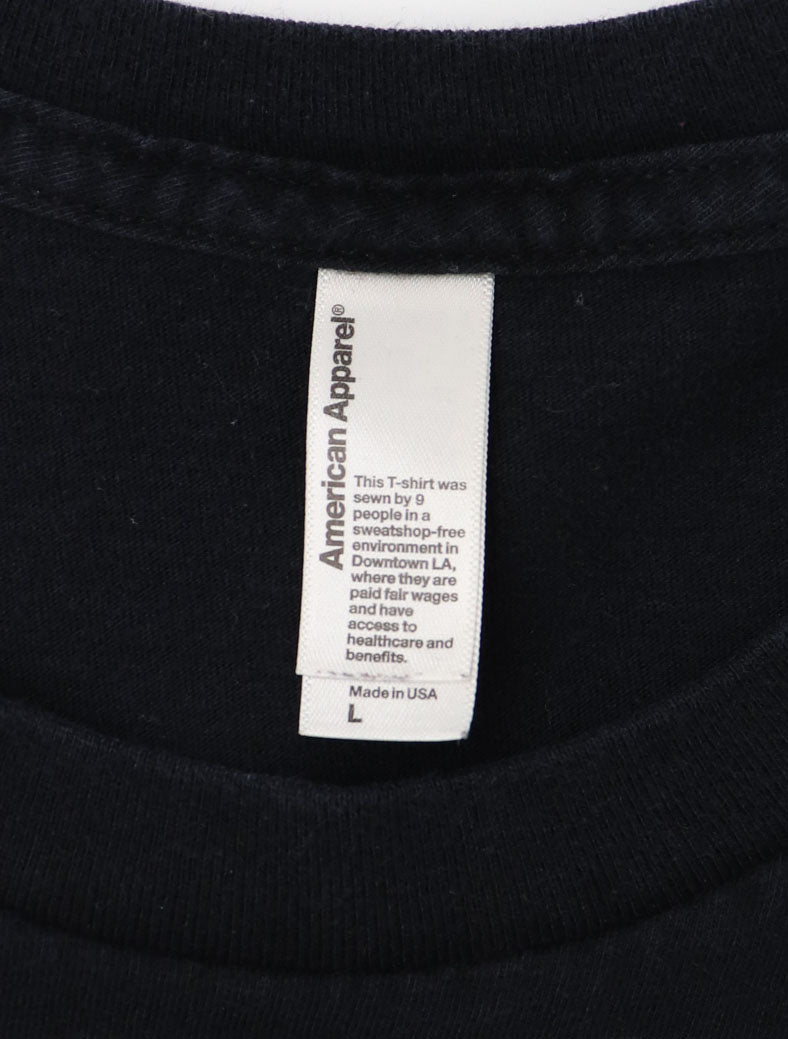 American Apparel®
This T-shirt was
sewn by 9
people in a
sweatshop-free
environment in
Downtown LA,
where they are
paid fair wages
and have
access to
healthcare and
benefits.
Made in USA
L